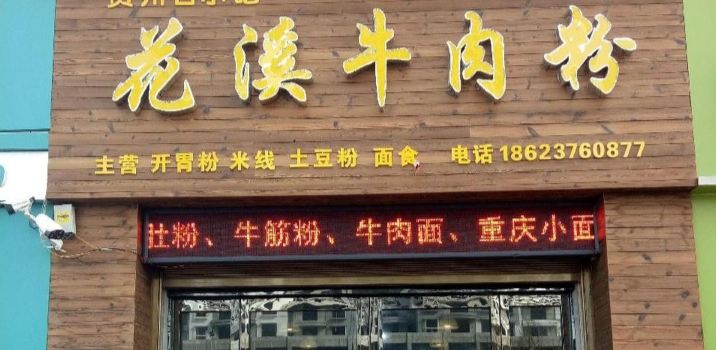 花溪牛肉粉
主营 开胃粉 米线 土豆粉 面食 电话 18623760877
肚粉、牛筋粉、牛肉面、重庆小面